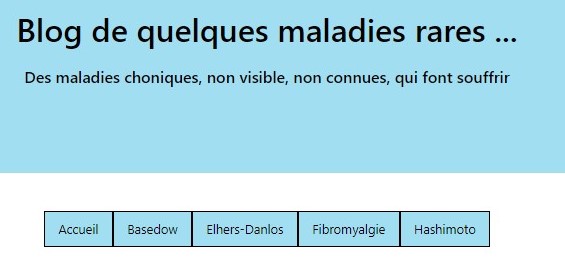 Blog de quelques maladies rares ...
Des maladies choniques, non visible, non connues, qui font souffrir
Accueil Basedow Elhers-Danlos Fibromyalgie Hashimoto